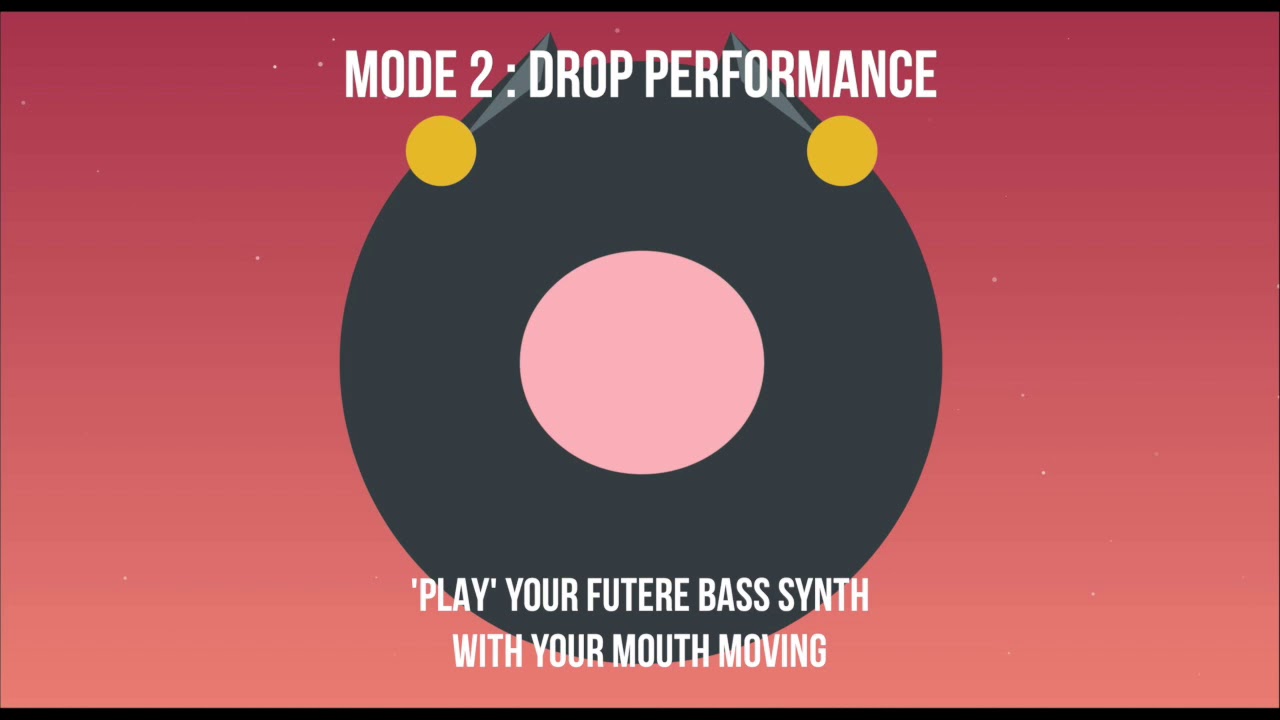 MODE 2 : DROP PERFORMANCE
'PLAY' YOUR FUTERE BASS SYNTH
WITH YOUR MOUTH MOVING